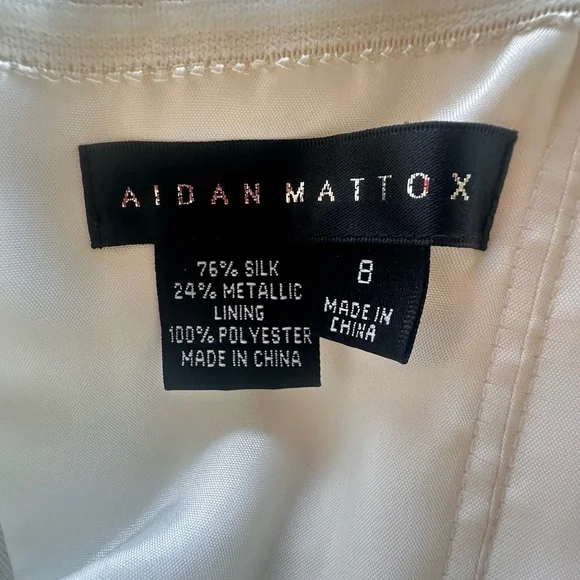 AIDAN MATTOX
76% SILK
24% METALLIC
LINING
100% POLYESTER
MADE IN CHINA
8
MADE IN
CHINA